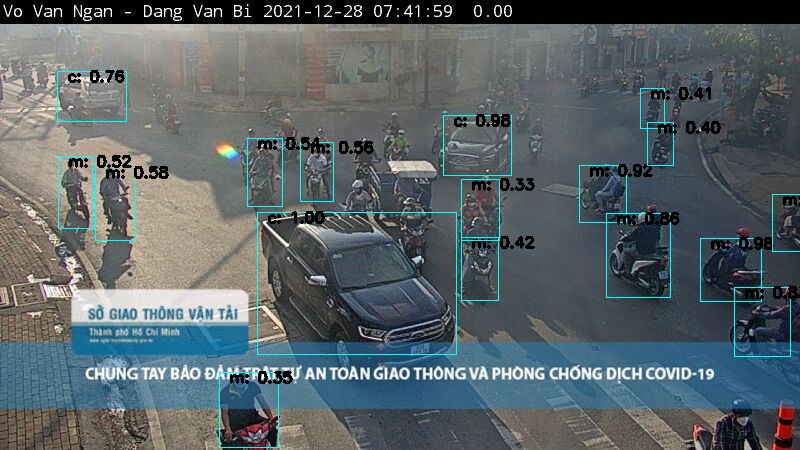 Vo Van Ngan - Dang Van Bi 2021-12-28 07:41:59 0.00
c: 0.76
m: 0.41
c: 0.98
m: 0.40
m: 0.54
m: 0.56
m: 0.52
m: 0.58
m: 0.92
m: 0.33
m:
c: 1.00
m: 0.86
m: 0.42
m: 0.98
m: 0.8
SỞ GIAO THÔNG VẬN TẢI
Thành phố Hồ Chí Minh
CHUNG TAY BẢO ĐẢM TRẬT TỰ AN TOÀN GIAO THÔNG VÀ PHÒNG CHỐNG DỊCH COVID-19
m: 0.35